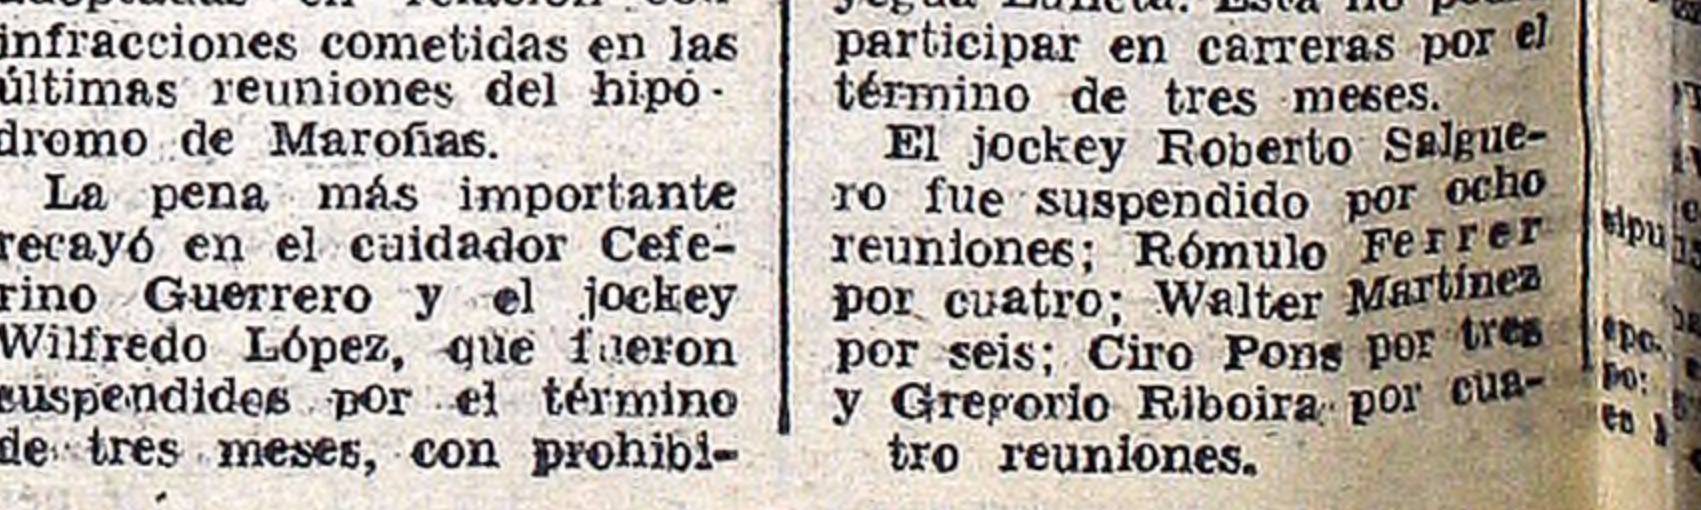 infracciones cometidas en las
últimas reuniones del hipó-
dromo de Maroñas.
La pena más importante
recayó en el cuidador Cefe-
rino Guerrero y el jockey
Wilfredo López, que fueron
suspendidos por el término
de tres meses, con prohibi-
participar en carreras por el
término de tres meses.
El jockey Roberto Salgue-
ro fue suspendido por ocho
reuniones; Rómulo Ferrer
por cuatro; Walter Martínez
por seis; Ciro Pons por tres
y Gregorio Riboira por cua-
tro reuniones.